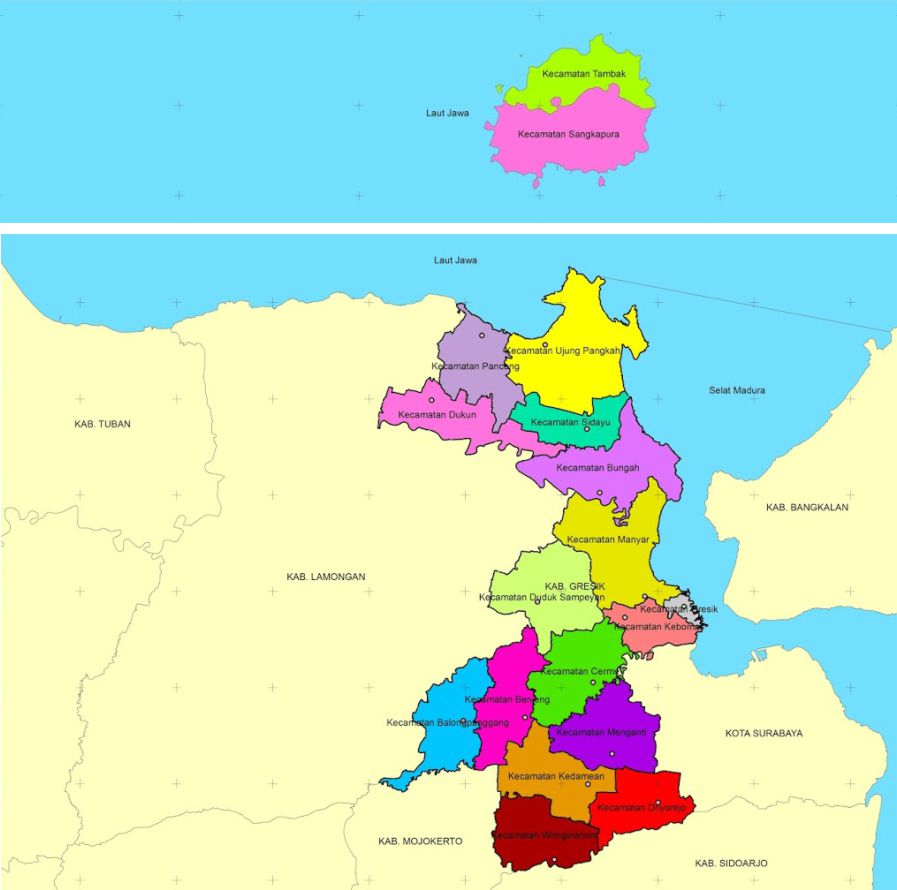 Kecamatan Tambak
Laut Jawa
Kecamatan Sangkapura
Laut Jawa
Kecamatan Ujung Pangkah
Kecamatan Panceng
Selat Madura
Kecamatan Dukun
Kecamatan Sidayu
KAB. TUBAN
Kecamatan Bungah
KAB. BANGKALAN
Kecamatan Manyar
KAB. LAMONGAN
KAB. GRESIK
Kecamatan Duduk Sampeyan
Kecamatan Gresik
Kecamatan Kebomas
Kecamatan Cerme
Kecamatan Benjeng
Kecamatan Balongpanggang
Kecamatan Menganti
KOTA SURABAYA
Kecamatan Kedamean
Kecamatan Driyorejo
Kecamatan Wringinanom
KAB. MOJOKERTO
KAB. SIDOARJO